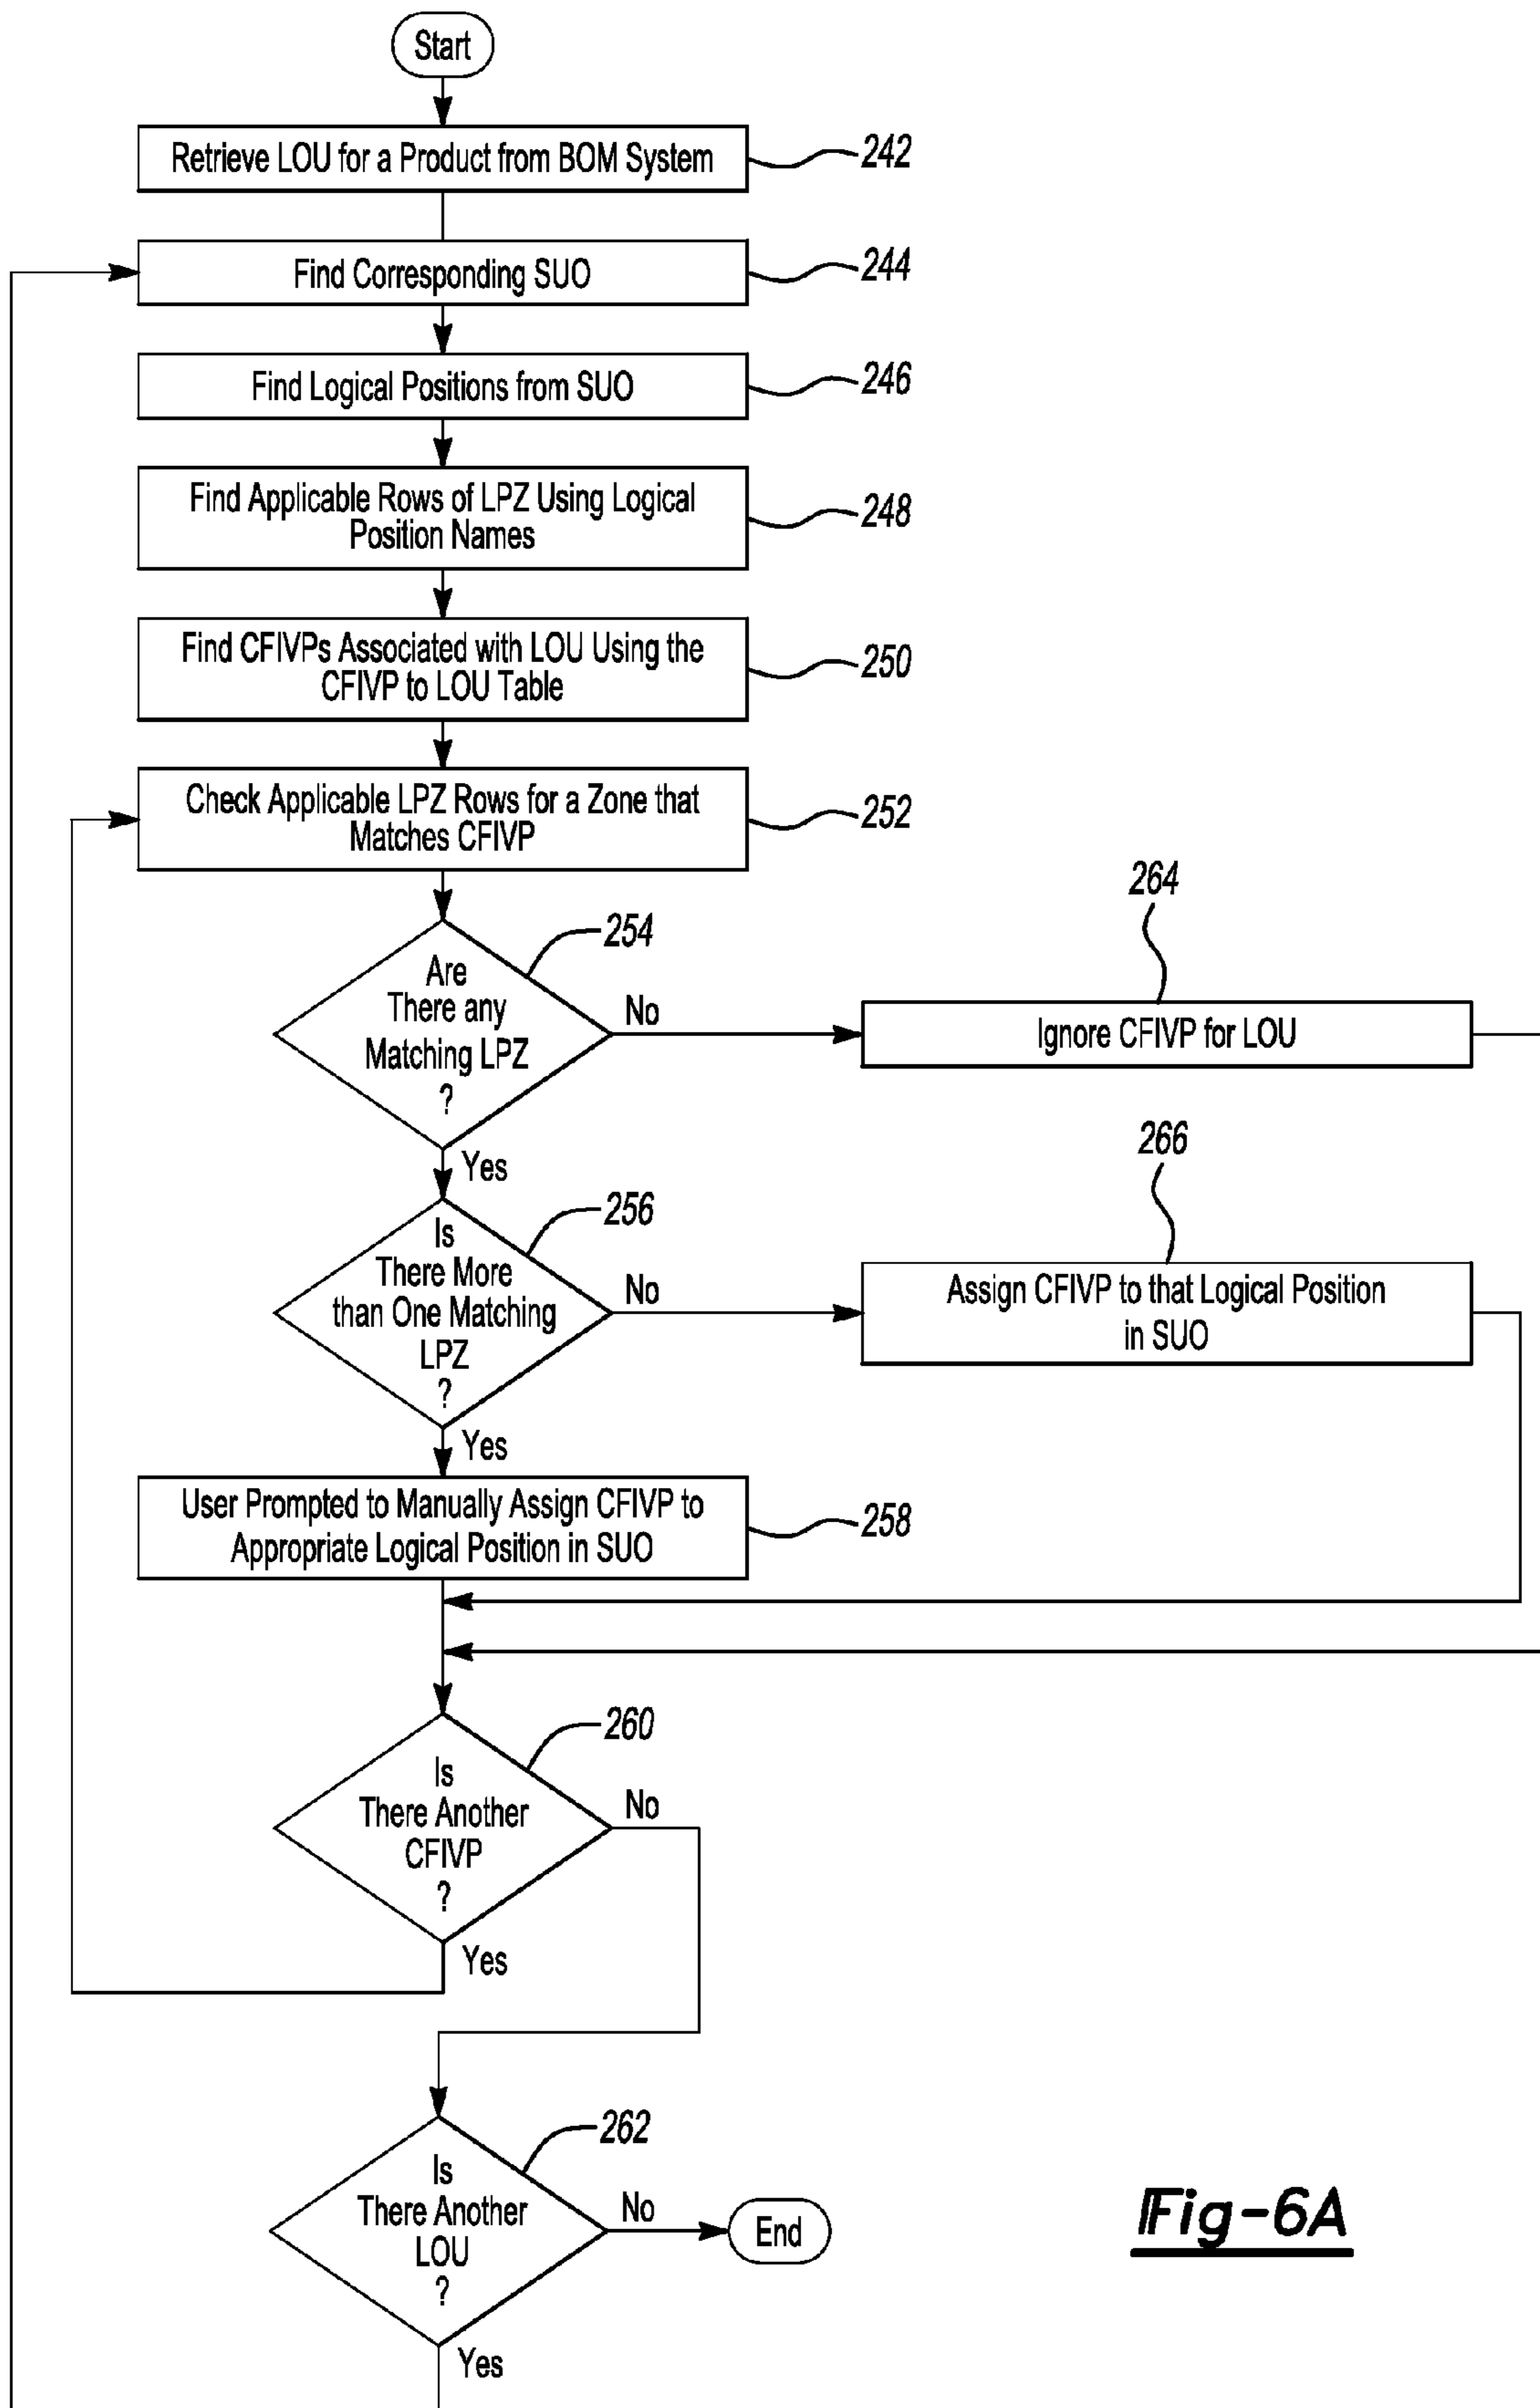 Start
Retrieve LOU for a Product from BOM System
242
Find Corresponding SUO
244
Find Logical Positions from SUO
246
Find Applicable Rows of LPZ Using Logical
Position Names
248
Find CFIVPs Associated with LOU Using the
CFIVP to LOU Table
250
Check Applicable LPZ Rows for a Zone that
Matches CFIVP
252
254
Are
There any
Matching LPZ
?
No
264
Ignore CFIVP for LOU
Yes
256
Is
There More
than One Matching
LPZ
?
No
266
Assign CFIVP to that Logical Position
in SUO
Yes
User Prompted to Manually Assign CFIVP to
Appropriate Logical Position in SUO
258
260
Is
There Another
CFIVP
?
No
Yes
262
Is
There Another
LOU
?
No
End
Yes
Fig-6A